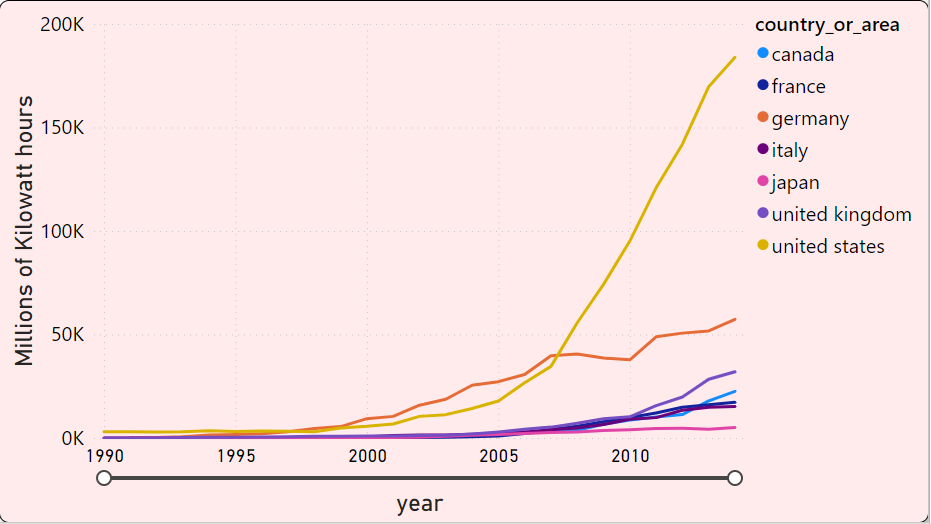 200K
150K
100K
50K
0K
Millions of Kilowatt hours
1990 1995 2000 2005 2010
year
country_or_area
canada
france
germany
italy
japan
united kingdom
united states